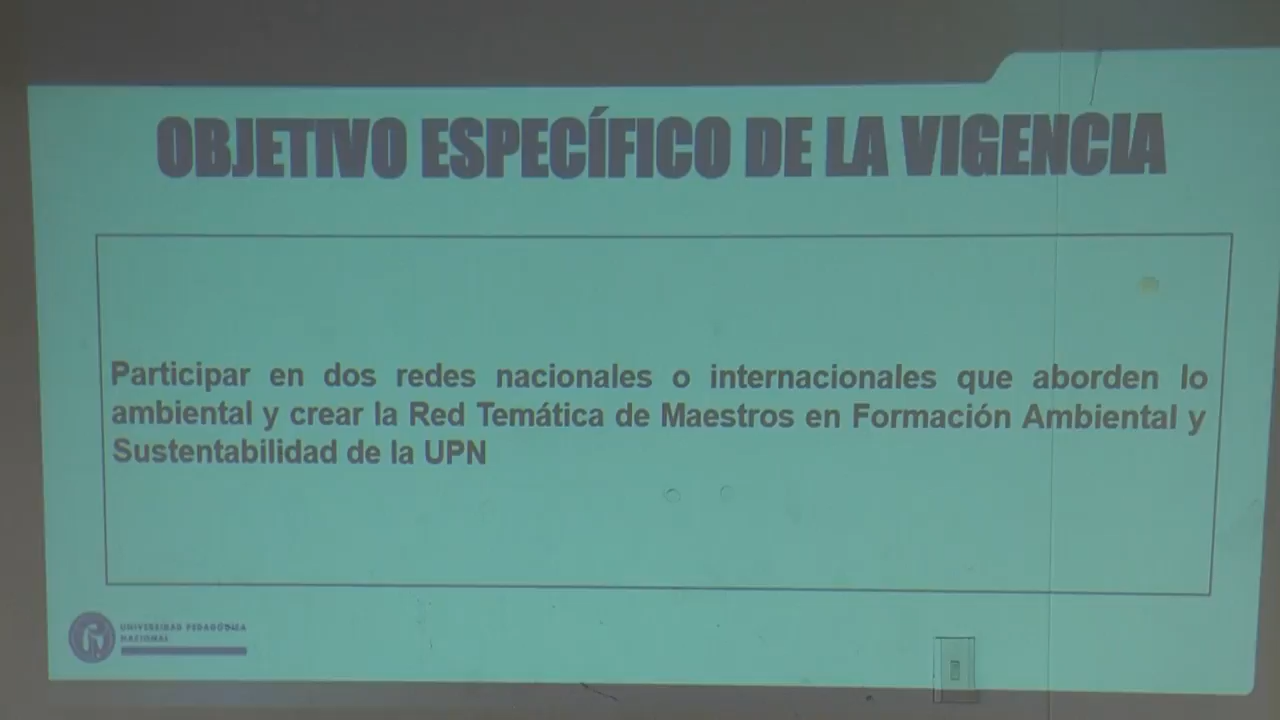 OBJETIVO ESPECÍFICO DE LA VIGENCIA
Participar en dos redes nacionales o internacionales que aborden lo
ambiental y crear la Red Temática de Maestros en Formación Ambiental y
Sustentabilidad de la UPN
UNIVERSIDAD PEDAGÓGICA
NACIONAL